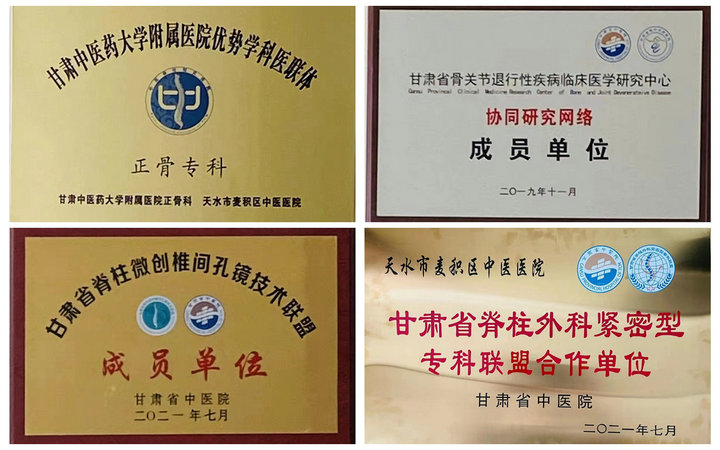 甘肃中医药大学附属医院优势学科医联体
正骨专科
甘肃中医药大学附属医院正骨科 天水市麦积区中医医院
甘肃省骨关节退行性疾病临床医学研究中心
Gansu Provincial Clinical Medicine Research Center of Bone and Joint Degenerative Disease
协同研究网络
成员单位
二〇一九年十一月
甘肃省脊柱微创椎间孔镜技术联盟
成员单位
甘肃省中医院
二〇二一年七月
天水市麦积区中医医院
甘肃省脊柱外科紧密型
专科联盟合作单位
甘肃省中医院
二〇二一年七月